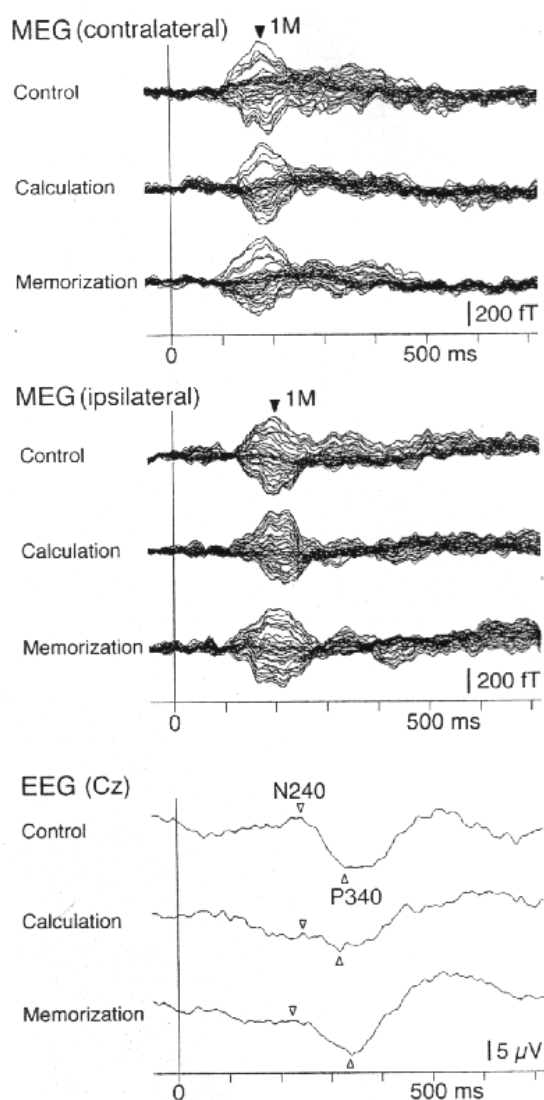 MEG (contralateral) ▼1M
Control
Calculation
Memorization
200 fT
0 500 ms
MEG (ipsilateral) ▼1M
Control
Calculation
Memorization
200 fT
0 500 ms
EEG (Cz)
N240
Control
P340
Calculation
Memorization
5 µV
0 500 ms